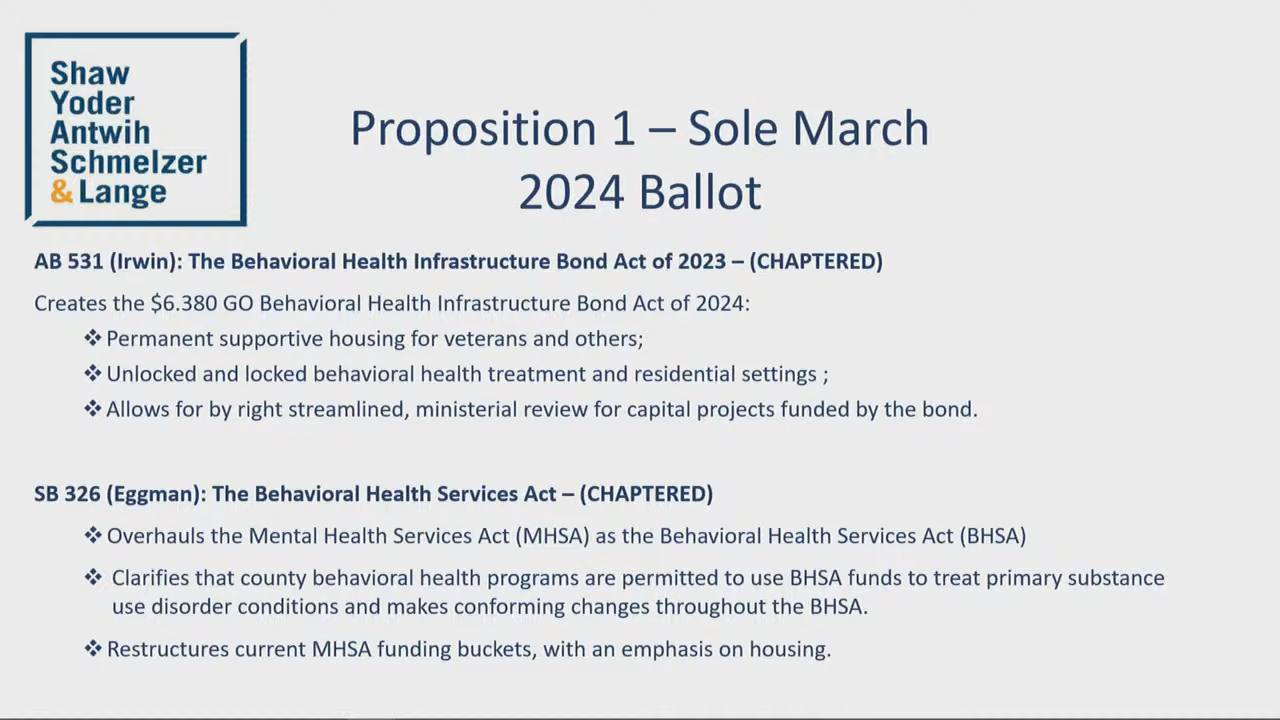 Shaw
Yoder
Antwih
Schmelzer
& Lange
Proposition 1 – Sole March
2024 Ballot
AB 531 (Irwin): The Behavioral Health Infrastructure Bond Act of 2023 – (CHAPTERED)
Creates the $6.380 GO Behavioral Health Infrastructure Bond Act of 2024:
❖ Permanent supportive housing for veterans and others;
❖ Unlocked and locked behavioral health treatment and residential settings ;
❖ Allows for by right streamlined, ministerial review for capital projects funded by the bond.
SB 326 (Eggman): The Behavioral Health Services Act – (CHAPTERED)
❖ Overhauls the Mental Health Services Act (MHSA) as the Behavioral Health Services Act (BHSA)
❖ Clarifies that county behavioral health programs are permitted to use BHSA funds to treat primary substance
use disorder conditions and makes conforming changes throughout the BHSA.
❖ Restructures current MHSA funding buckets, with an emphasis on housing.